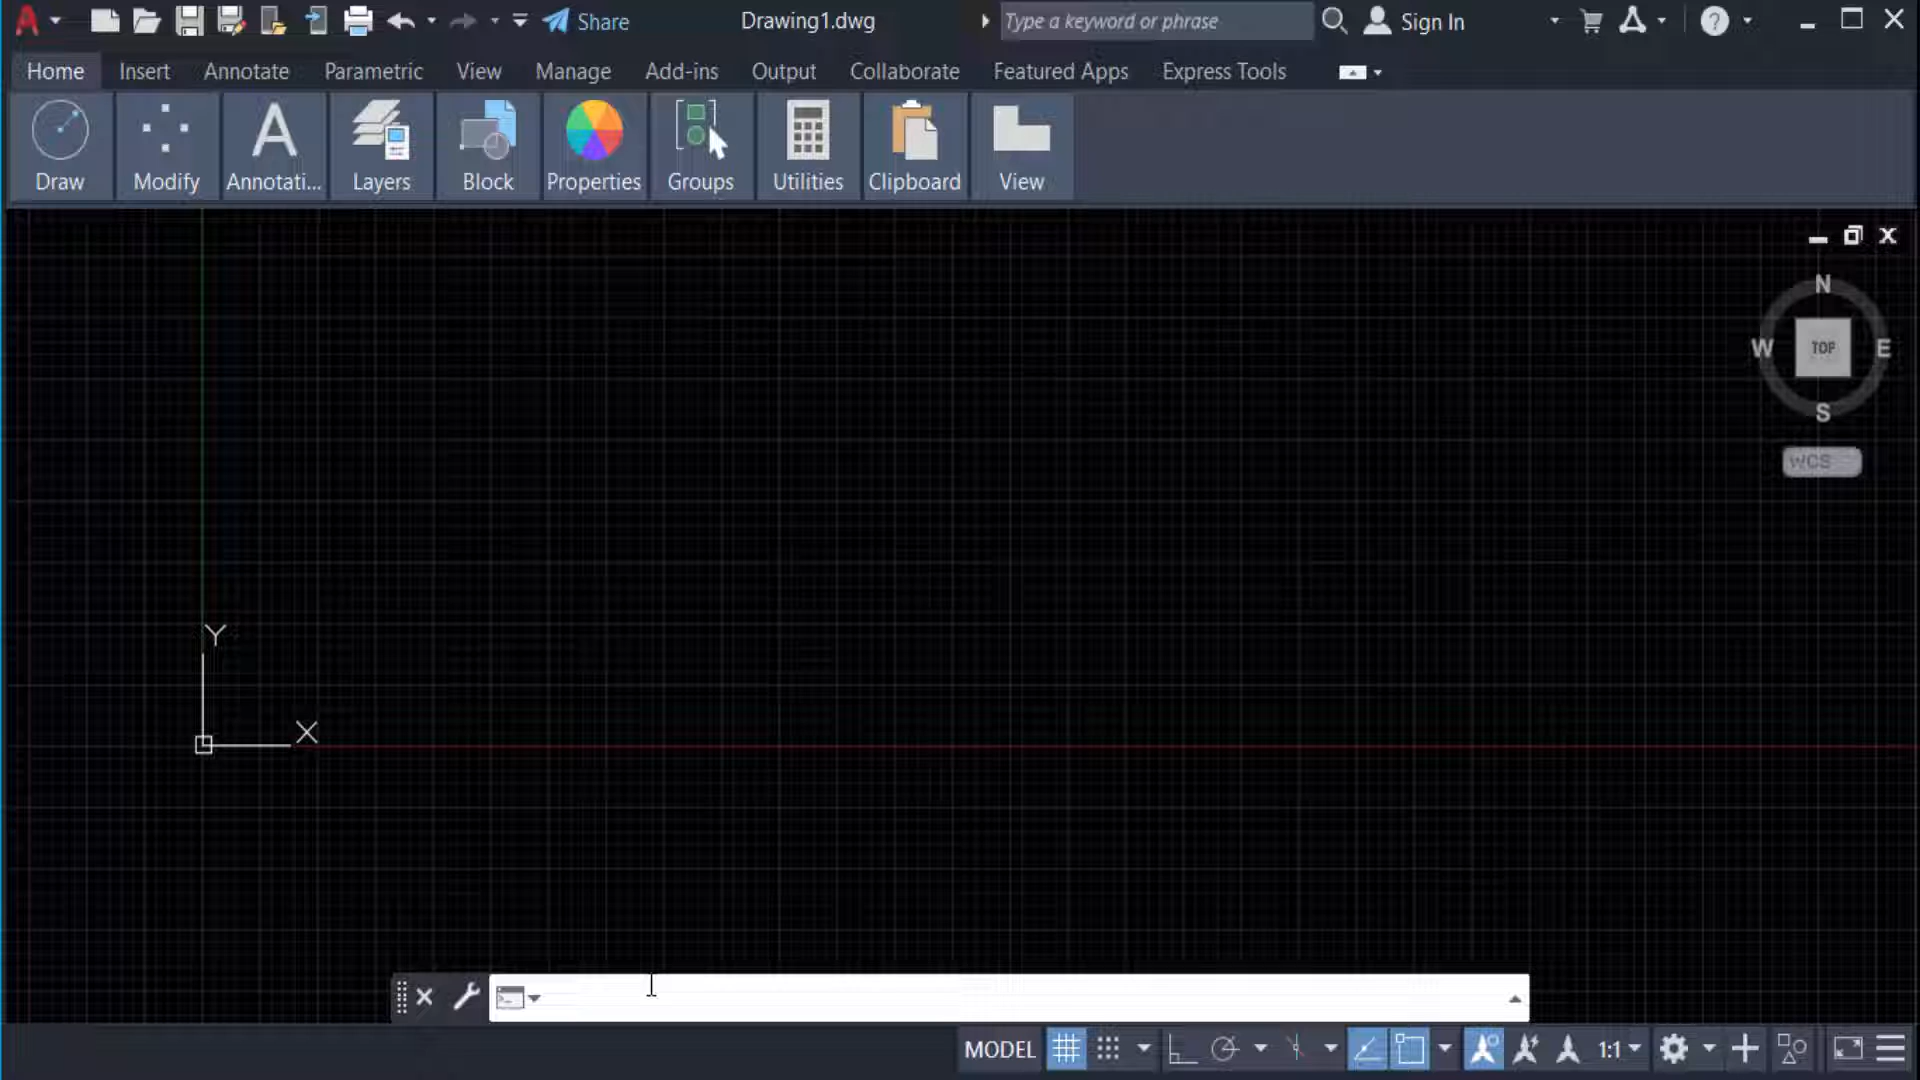 Share
Drawing1.dwg
Type a keyword or phrase
Sign In
Home
Insert
Annotate
Parametric
View
Manage
Add-ins
Output
Collaborate
Featured Apps
Express Tools
Draw
Modify
Annotati...
Layers
Block
Properties
Groups
Utilities
Clipboard
View
N
W
TOP
E
S
WCS
Y
X
MODEL
1:1